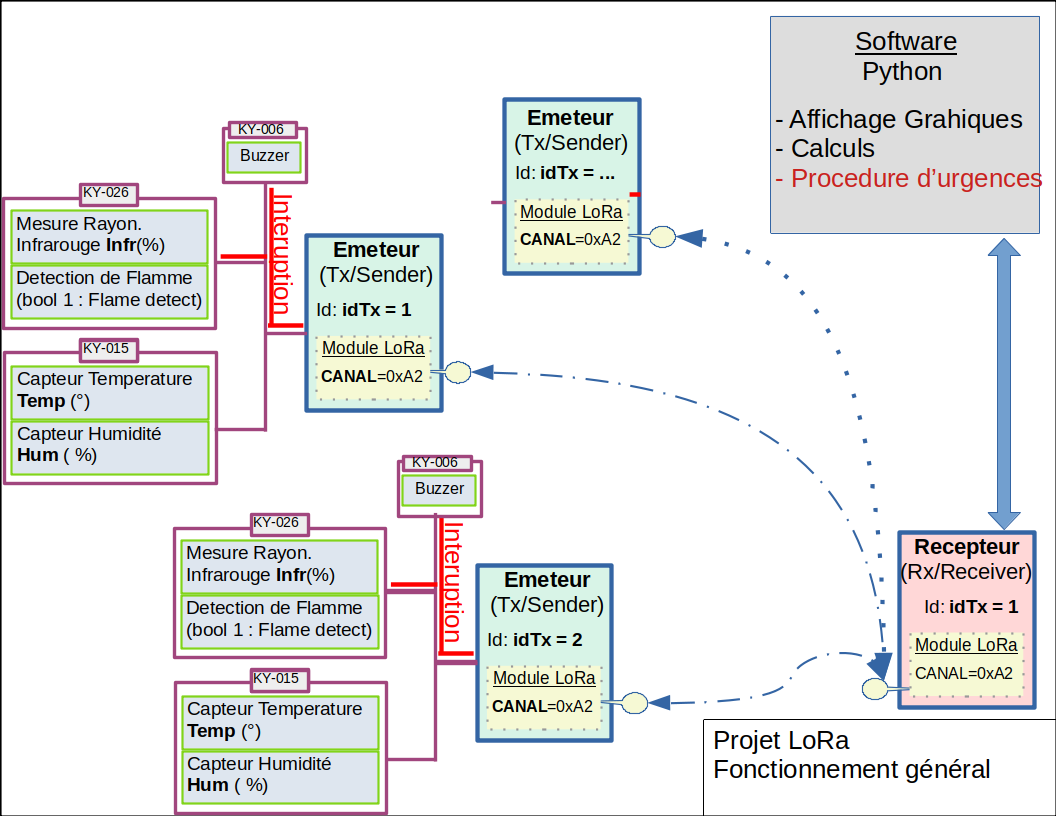 Software
Python
- Affichage Grahiques
- Calculs
- Procedure d'urgences
Emeteur
(Tx/Sender)
Id: idTx = ...
Module LoRa
CANAL=0xA2
KY-006
Buzzer
KY-026
Mesure Rayon.
Infrarouge Infr(%)
Detection de Flamme
(bool 1 : Flame detect)
Interuption
Emeteur
(Tx/Sender)
Id: idTx = 1
Module LoRa
CANAL=0xA2
KY-015
Capteur Temperature
Temp (°)
Capteur Humidité
Hum ( %)
KY-006
Buzzer
KY-026
Mesure Rayon.
Infrarouge Infr(%)
Detection de Flamme
(bool 1 : Flame detect)
Interuption
Emeteur
(Tx/Sender)
Id: idTx = 2
Module LoRa
CANAL=0xA2
KY-015
Capteur Temperature
Temp (°)
Capteur Humidité
Hum ( %)
Recepteur
(Rx/Receiver)
Id: idTx = 1
Module LoRa
CANAL=0xA2
Projet LoRa
Fonctionnement général